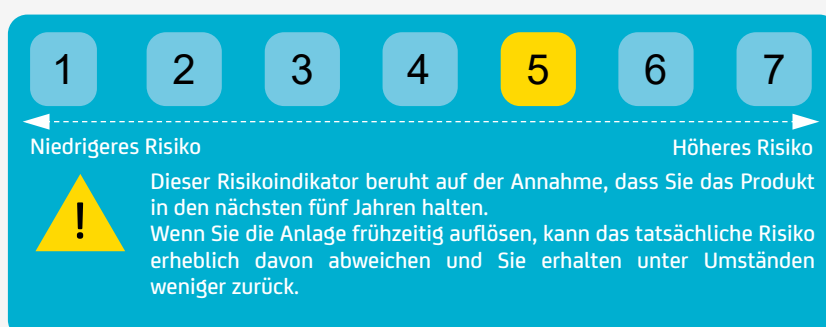 1 2 3 4 5 6 7
Niedrigeres Risiko Höheres Risiko
!
Dieser Risikoindikator beruht auf der Annahme, dass Sie das Produkt
in den nächsten fünf Jahren halten.
Wenn Sie die Anlage frühzeitig auflösen, kann das tatsächliche Risiko
erheblich davon abweichen und Sie erhalten unter Umständen
weniger zurück.